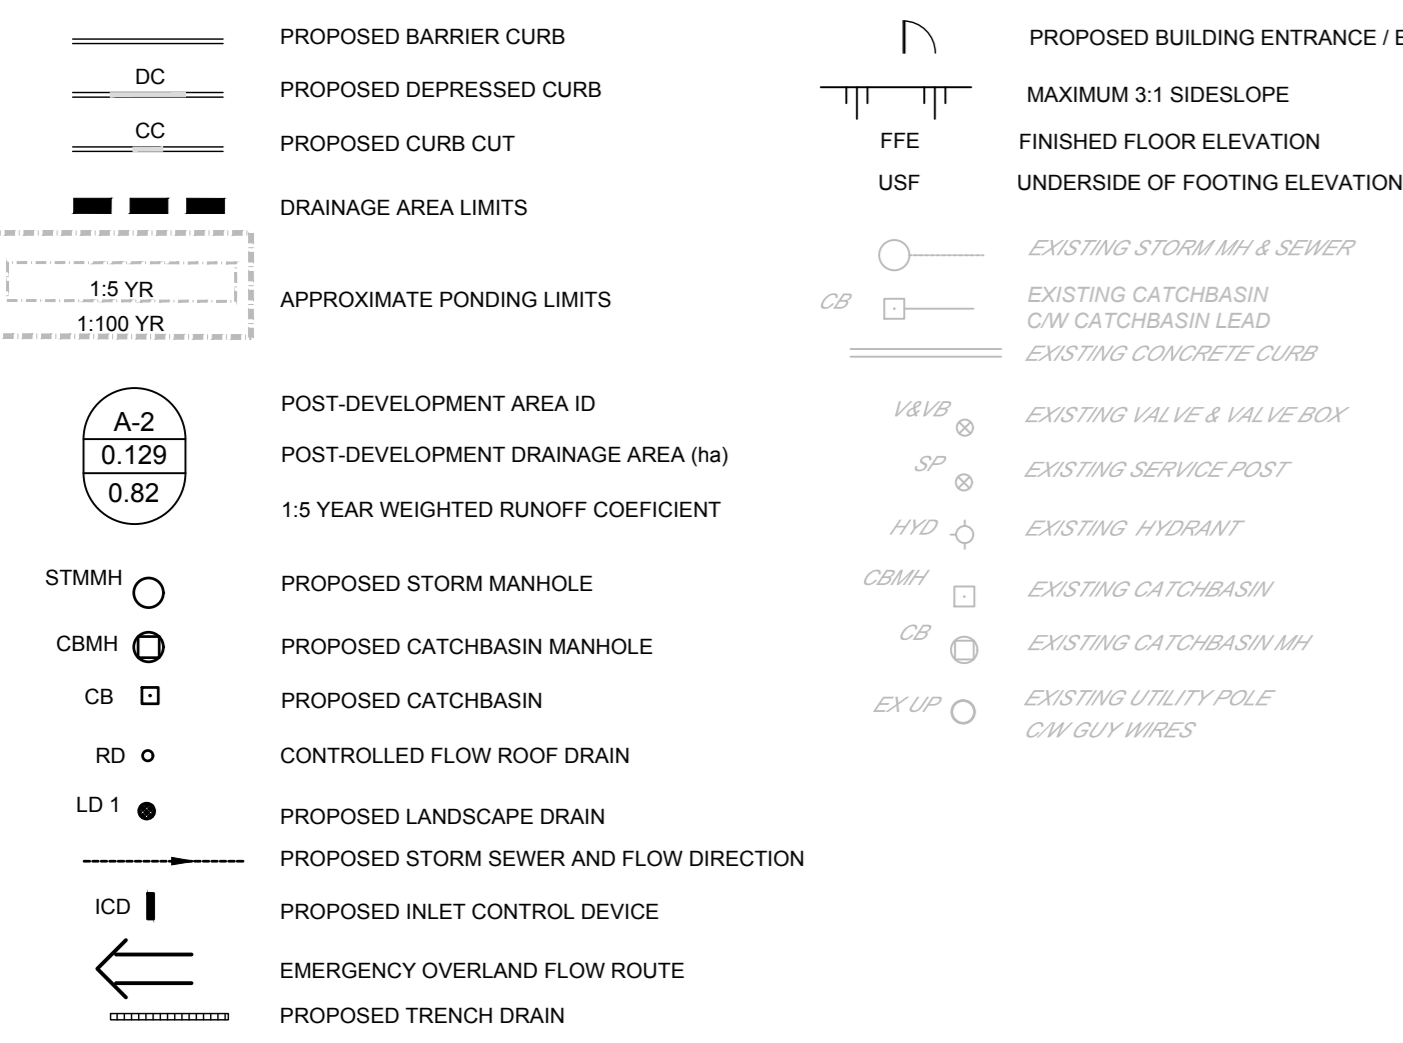 PROPOSED BARRIER CURB
DC
PROPOSED DEPRESSED CURB
CC
PROPOSED CURB CUT
DRAINAGE AREA LIMITS
1:5 YR
1:100 YR
APPROXIMATE PONDING LIMITS
A-2
0.129
0.82
POST-DEVELOPMENT AREA ID
POST-DEVELOPMENT DRAINAGE AREA (ha)
1:5 YEAR WEIGHTED RUNOFF COEFICIENT
STMMH
PROPOSED STORM MANHOLE
CBMH
PROPOSED CATCHBASIN MANHOLE
CB
PROPOSED CATCHBASIN
RD
CONTROLLED FLOW ROOF DRAIN
LD 1
PROPOSED LANDSCAPE DRAIN
PROPOSED STORM SEWER AND FLOW DIRECTION
ICD
PROPOSED INLET CONTROL DEVICE
EMERGENCY OVERLAND FLOW ROUTE
PROPOSED TRENCH DRAIN
PROPOSED BUILDING ENTRANCE /
MAXIMUM 3:1 SIDESLOPE
FFE
FINISHED FLOOR ELEVATION
USF
UNDERSIDE OF FOOTING ELEVATION
EXISTING STORM MH & SEWER
CB
EXISTING CATCHBASIN
C/W CATCHBASIN LEAD
EXISTING CONCRETE CURB
V&VB
EXISTING VALVE & VALVE BOX
SP
EXISTING SERVICE POST
HYD
EXISTING HYDRANT
CBMH
EXISTING CATCHBASIN
CB
EXISTING CATCHBASIN MH
EX UP
EXISTING UTILITY POLE
C/W GUY WIRES